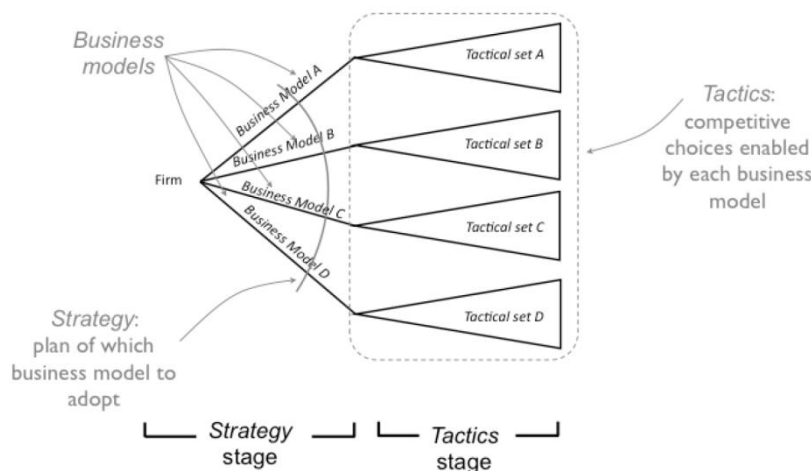 Business
models
Business Model A
Tactical set A
Tactics:
competitive
choices enabled
by each business
model
Business Model B
Tactical set B
Firm
Business Model C
Tactical set C
Business Model D
Tactical set D
Strategy:
plan of which
business model to
adopt
Strategy
stage
Tactics
stage